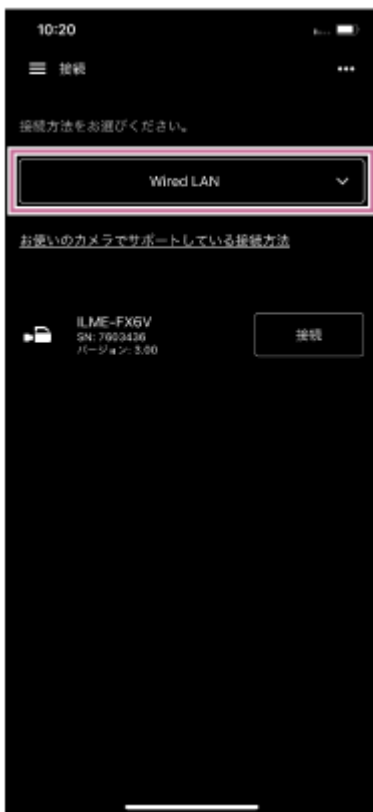 10:20
接続
接続方法をお選びください。
Wired LAN
お使いのカメラでサポートしている接続方法
ILME-FX6V
SN: 7603436
バージョン: 3.00
接続